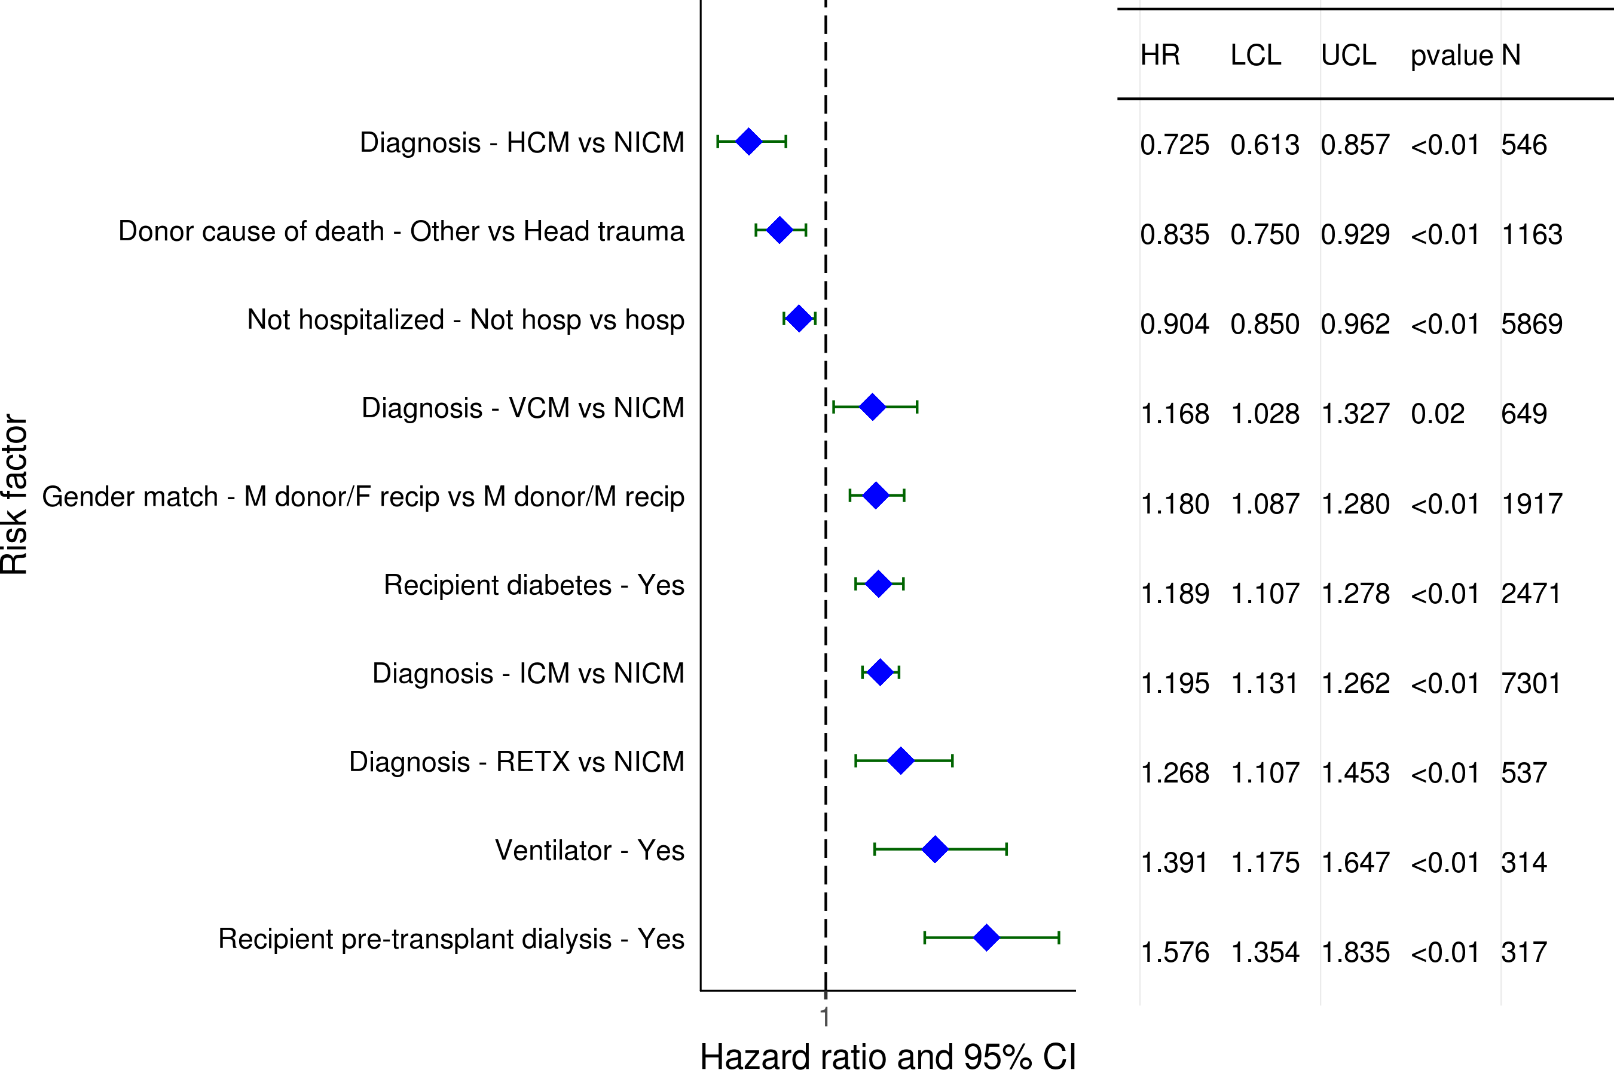 HR LCL UCL pvalue N
Diagnosis - HCM vs NICM 0.725 0.613 0.857 <0.01 546
Donor cause of death - Other vs Head trauma 0.835 0.750 0.929 <0.01 1163
Not hospitalized - Not hosp vs hosp 0.904 0.850 0.962 <0.01 5869
Diagnosis - VCM vs NICM 1.168 1.028 1.327 0.02 649
Gender match - M donor/F recip vs M donor/M recip 1.180 1.087 1.280 <0.01 1917
Recipient diabetes - Yes 1.189 1.107 1.278 <0.01 2471
Diagnosis - ICM vs NICM 1.195 1.131 1.262 <0.01 7301
Diagnosis - RETX vs NICM 1.268 1.107 1.453 <0.01 537
Ventilator - Yes 1.391 1.175 1.647 <0.01 314
Recipient pre-transplant dialysis - Yes 1.576 1.354 1.835 <0.01 317
Risk factor
1
Hazard ratio and 95% CI